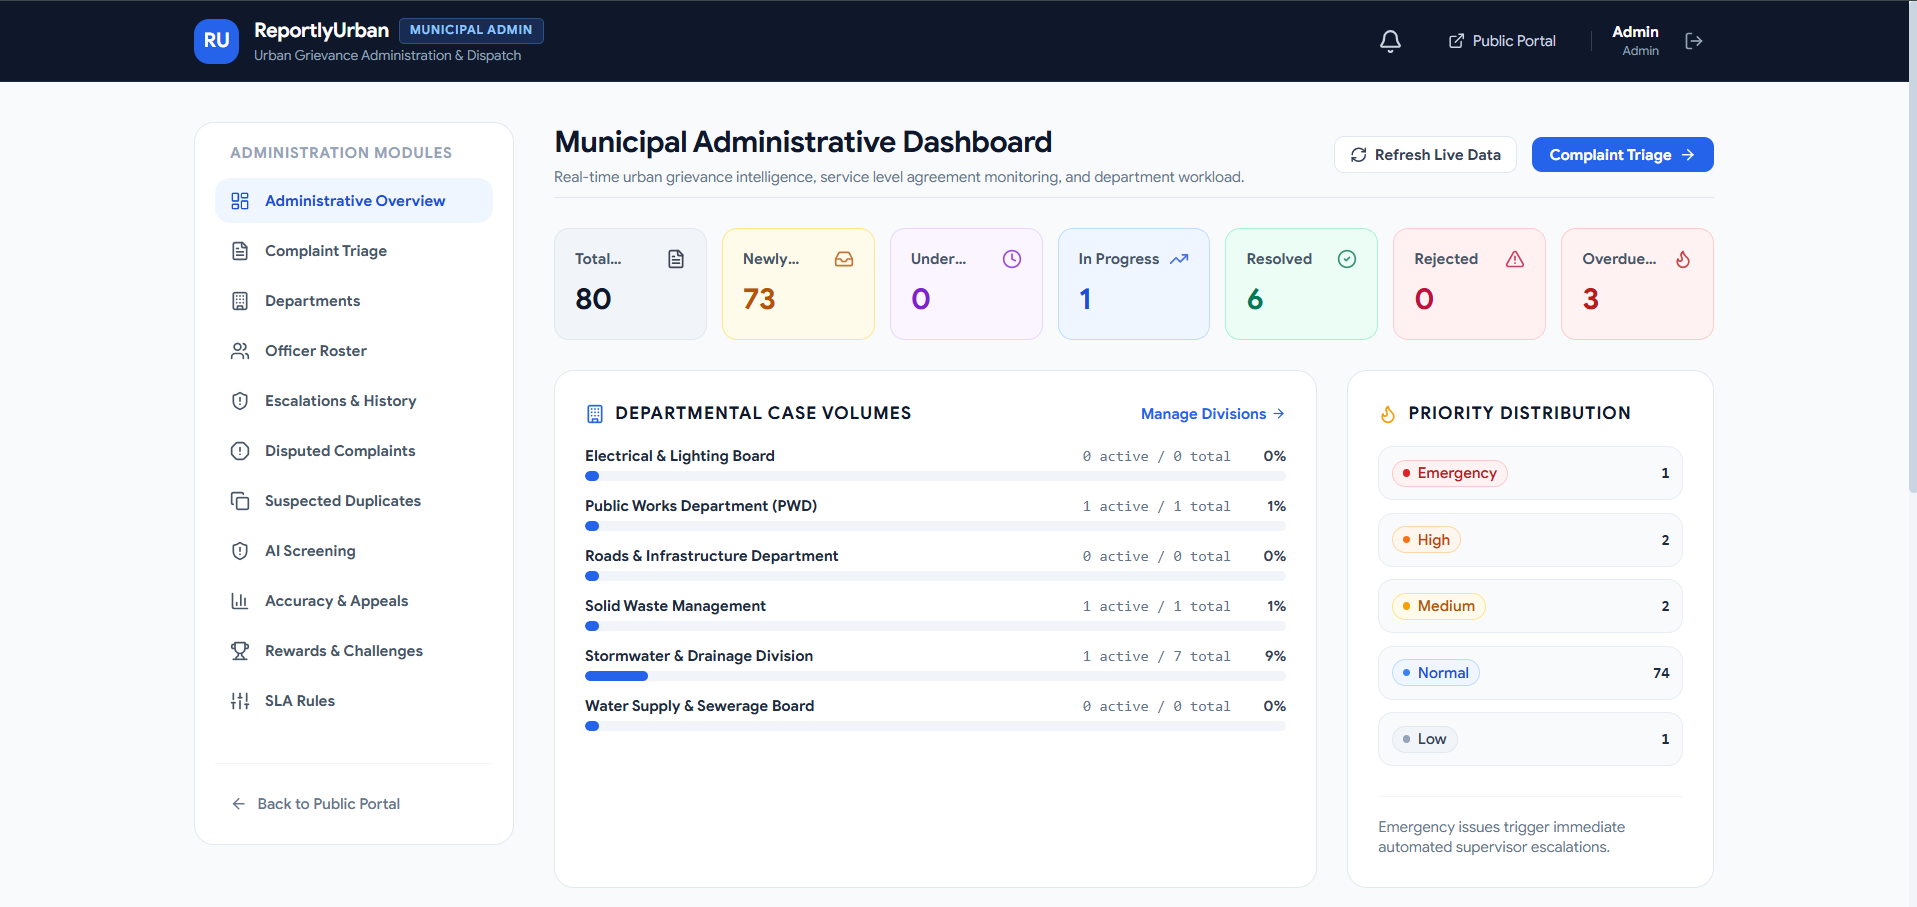 RU
ReportlyUrban
MUNICIPAL ADMIN
Urban Grievance Administration & Dispatch
Public Portal
Admin
Admin
ADMINISTRATION MODULES
Administrative Overview
Complaint Triage
Departments
Officer Roster
Escalations & History
Disputed Complaints
Suspected Duplicates
AI Screening
Accuracy & Appeals
Rewards & Challenges
SLA Rules
Back to Public Portal
Municipal Administrative Dashboard
Real-time urban grievance intelligence, service level agreement monitoring, and department workload.
Refresh Live Data
Complaint Triage
Total...
80
Newly...
73
Under...
0
In Progress
1
Resolved
6
Rejected
0
Overdue...
3
DEPARTMENTAL CASE VOLUMES
Manage Divisions
Electrical & Lighting Board 0 active / 0 total 0%
Public Works Department (PWD) 1 active / 1 total 1%
Roads & Infrastructure Department 0 active / 0 total 0%
Solid Waste Management 1 active / 1 total 1%
Stormwater & Drainage Division 1 active / 7 total 9%
Water Supply & Sewerage Board 0 active / 0 total 0%
PRIORITY DISTRIBUTION
Emergency 1
High 2
Medium 2
Normal 74
Low 1
Emergency issues trigger immediate
automated supervisor escalations.